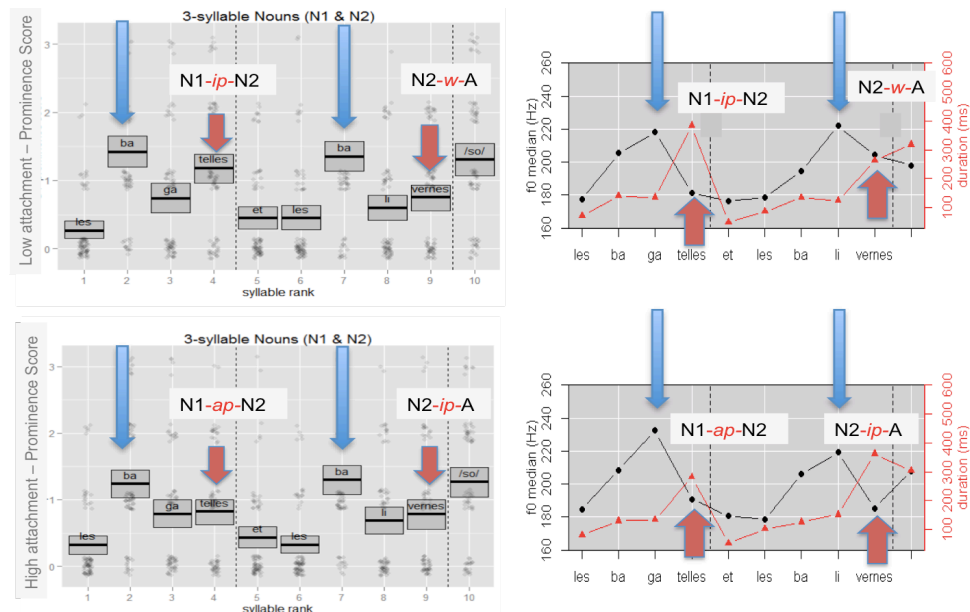 3-syllable Nouns (N1 & N2)
Low attachment – Prominence Score
3
2
1
0
N1-ip-N2
N2-w-A
les
ba
ga
telles
et
les
ba
li
vernes
/so/
1 2 3 4 5 6 7 8 9 10
syllable rank
f0 median (Hz)
260
240
220
200
180
160
N1-ip-N2
N2-w-A
600
500
400
300
200
100
duration (ms)
les ba ga telles et les ba li vernes
3-syllable Nouns (N1 & N2)
High attachment – Prominence Score
3
2
1
0
N1-ap-N2
N2-ip-A
les
ba
ga
telles
et
les
ba
li
vernes
/so/
1 2 3 4 5 6 7 8 9 10
syllable rank
f0 median (Hz)
260
240
220
200
180
160
N1-ap-N2
N2-ip-A
600
500
400
300
200
100
duration (ms)
les ba ga telles et les ba li vernes